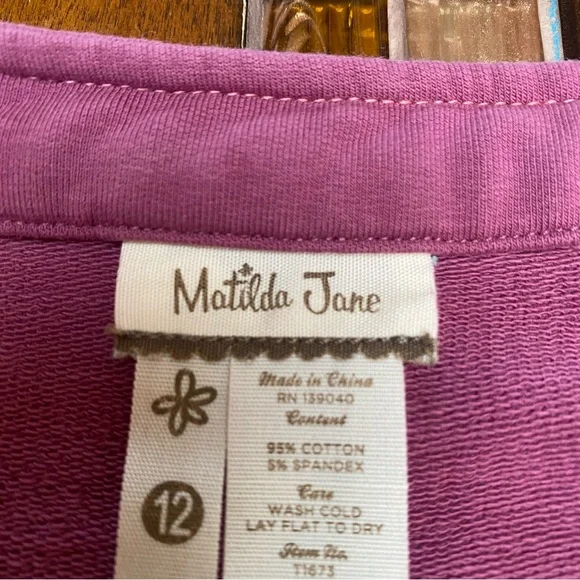 Matilda Jane
Made in China
RN 139040
Content
95% COTTON
5% SPANDEX
Care
WASH COLD
LAY FLAT TO DRY
Item No.
T1673
12